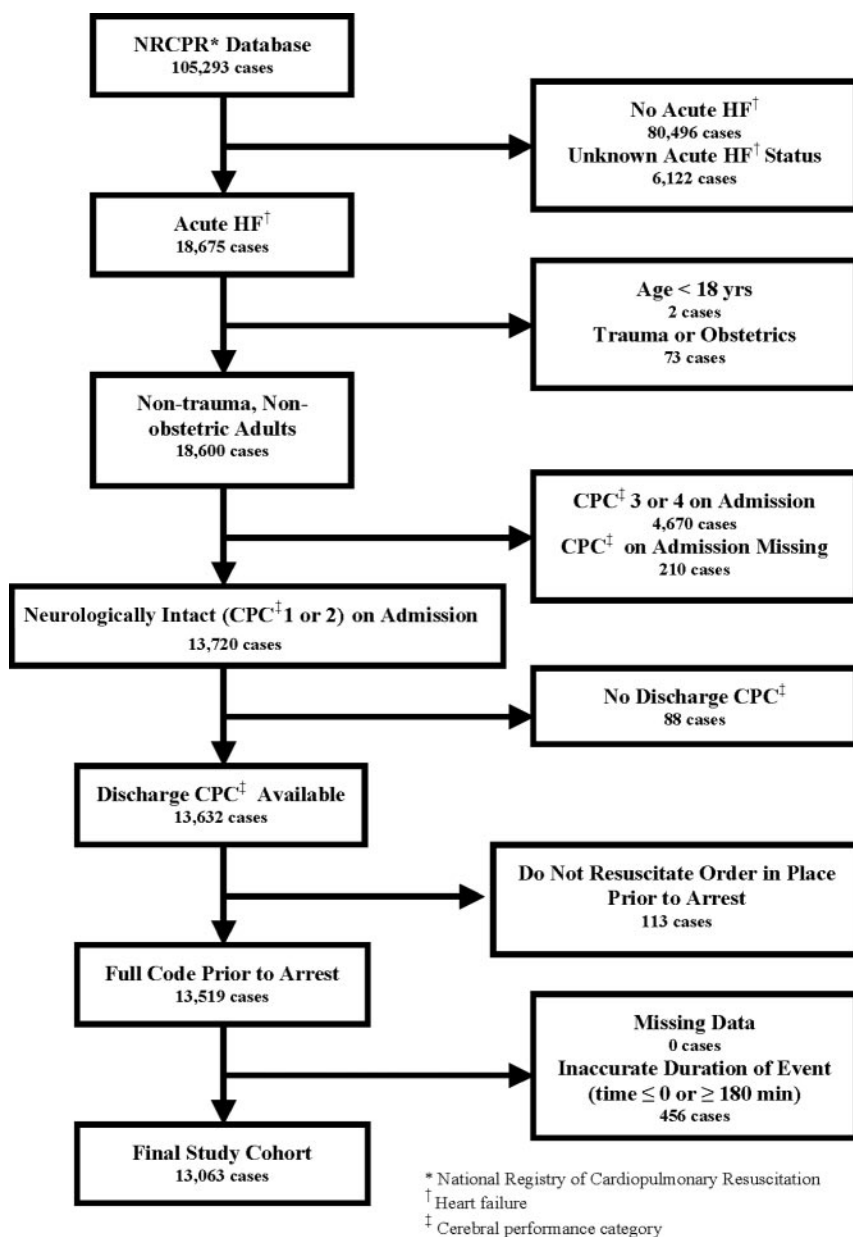 NRCPR* Database
105,293 cases
No Acute HF†
80,496 cases
Unknown Acute HF† Status
6,122 cases
Acute HF†
18,675 cases
Age < 18 yrs
2 cases
Trauma or Obstetrics
73 cases
Non-trauma, Non-
obstetric Adults
18,600 cases
CPC‡ 3 or 4 on Admission
4,670 cases
CPC‡ on Admission Missing
210 cases
Neurologically Intact (CPC‡1 or 2) on Admission
13,720 cases
No Discharge CPC‡
88 cases
Discharge CPC‡ Available
13,632 cases
Do Not Resuscitate Order in Place
Prior to Arrest
113 cases
Full Code Prior to Arrest
13,519 cases
Missing Data
0 cases
Inaccurate Duration of Event
(time ≤ 0 or ≥ 180 min)
456 cases
Final Study Cohort
13,063 cases
* National Registry of Cardiopulmonary Resuscitation
† Heart failure
‡ Cerebral performance category